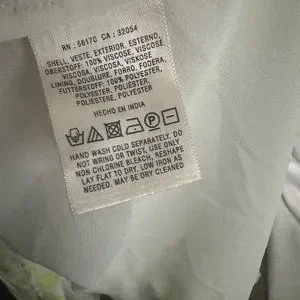 RN : 66170 CA : 32054
SHELL, VESTE, EXTERIOR, ESTERNO,
OBERSTOFF: 100% VISCOSE, VISCOSE,
VISCOSA, VISCOSA, VISKOSE
LINING, DOUBLURE, FORRO, FODERA,
FUTTERSTOFF: 100% POLYESTER,
POLYESTER, POLIÉSTER,
POLIESTERE, POLYESTER
HECHO EN INDIA
P
HAND WASH COLD SEPARATELY, DO
NOT WRING OR TWIST, USE ONLY
NON CHLORINE BLEACH, RESHAPE
LAY FLAT TO DRY, LOW IRON AS
NEEDED, MAY BE DRY CLEANED